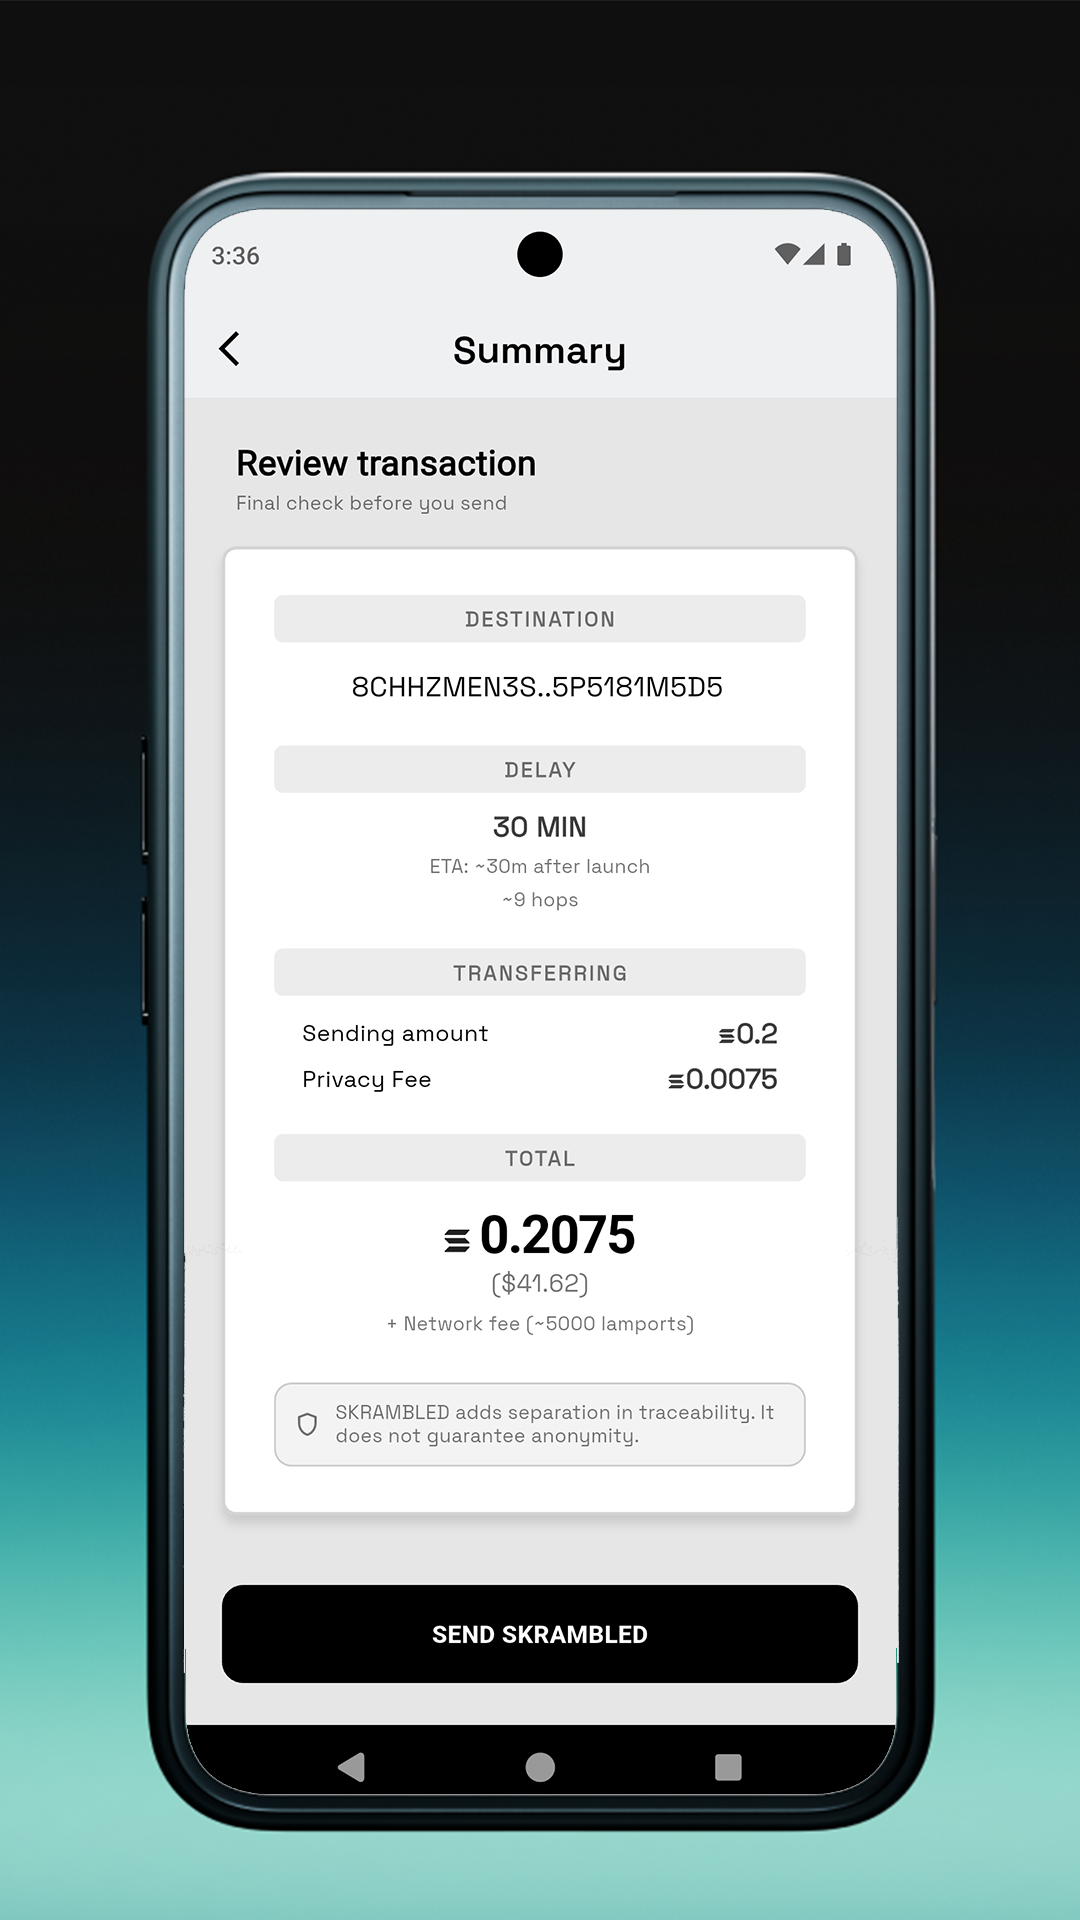 3:36
Summary
Review transaction
Final check before you send
DESTINATION
8CHHZMEN3S..5P5181M5D5
DELAY
30 MIN
ETA: ~30m after launch
~9 hops
TRANSFERRING
Sending amount 0.2
Privacy Fee 0.0075
TOTAL
0.2075
($41.62)
+ Network fee (~5000 lamports)
SKRAMBLED adds separation in traceability. It
does not guarantee anonymity.
SEND SKRAMBLED